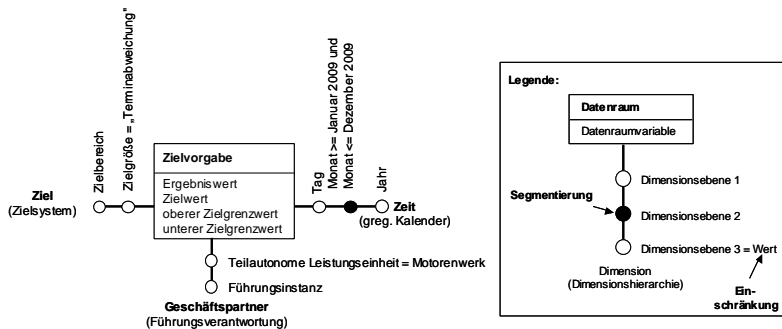 Ziel
(Zielsystem)
Zielbereich
Zielgröße = „Terminabweichung"
Zielvorgabe
Ergebniswert
Zielwert
oberer Zielgrenzwert
unterer Zielgrenzwert
Tag
Monat >= Januar 2009 und
Monat <= Dezember 2009
Jahr
Zeit
(greg. Kalender)
Teilautonome Leistungseinheit = Motorenwerk
Führungsinstanz
Geschäftspartner
(Führungsverantwortung)
Legende:
Datenraum
Datenraumvariable
Dimensionsebene 1
Segmentierung
Dimensionsebene 2
Dimensionsebene 3 = Wert
Dimension
(Dimensionshierarchie)
Ein-
schränkung